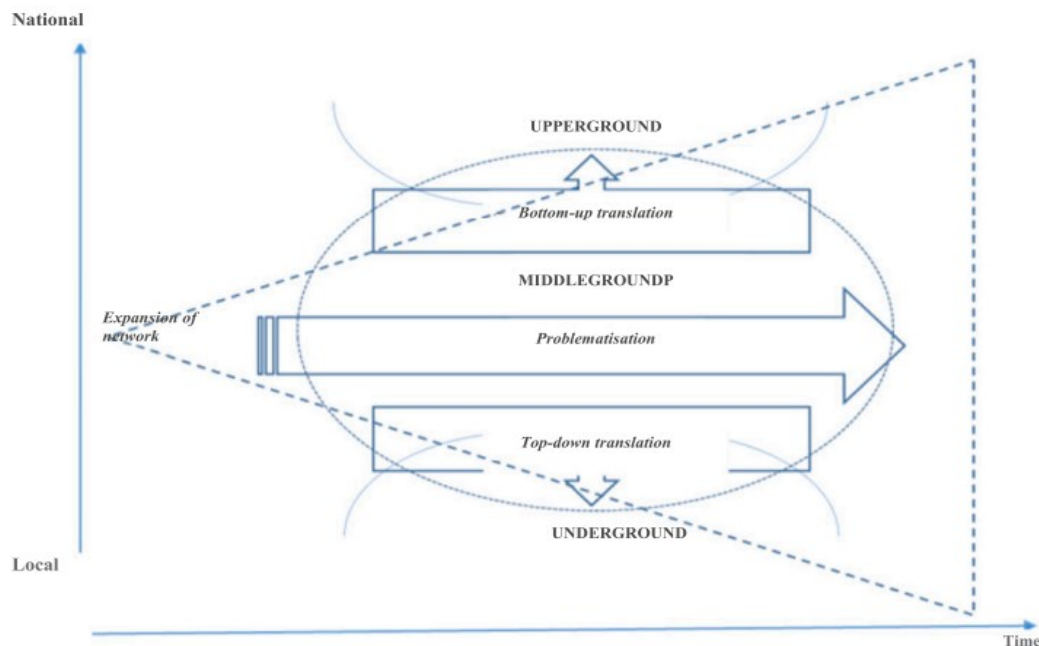 National
UPPERGROUND
Bottom-up translation
MIDDLEGROUNDP
Expansion of
network
Problematisation
Top-down translation
UNDERGROUND
Local
Time